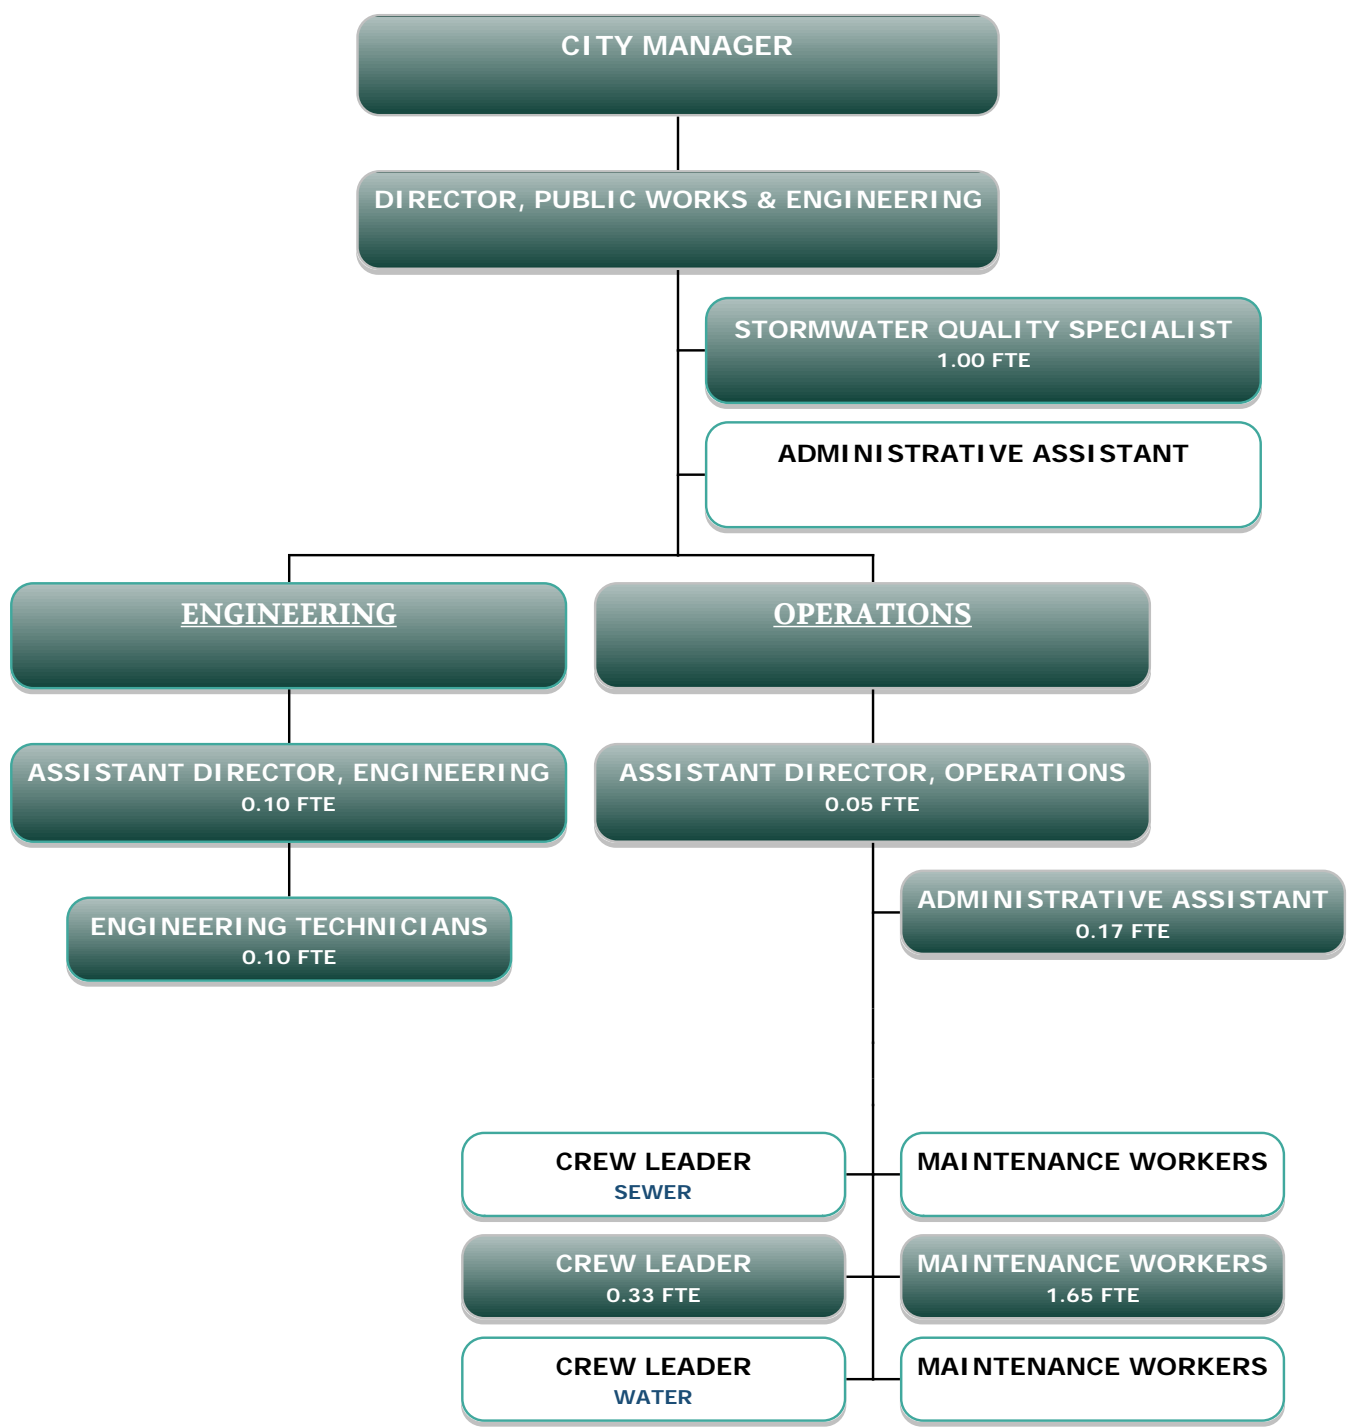 CITY MANAGER
DIRECTOR, PUBLIC WORKS & ENGINEERING
STORMWATER QUALITY SPECIALIST
1.00 FTE
ADMINISTRATIVE ASSISTANT
ENGINEERING
OPERATIONS
ASSISTANT DIRECTOR, ENGINEERING
0.10 FTE
ASSISTANT DIRECTOR, OPERATIONS
0.05 FTE
ENGINEERING TECHNICIANS
0.10 FTE
ADMINISTRATIVE ASSISTANT
0.17 FTE
CREW LEADER
SEWER
MAINTENANCE WORKERS
CREW LEADER
0.33 FTE
MAINTENANCE WORKERS
1.65 FTE
CREW LEADER
WATER
MAINTENANCE WORKERS